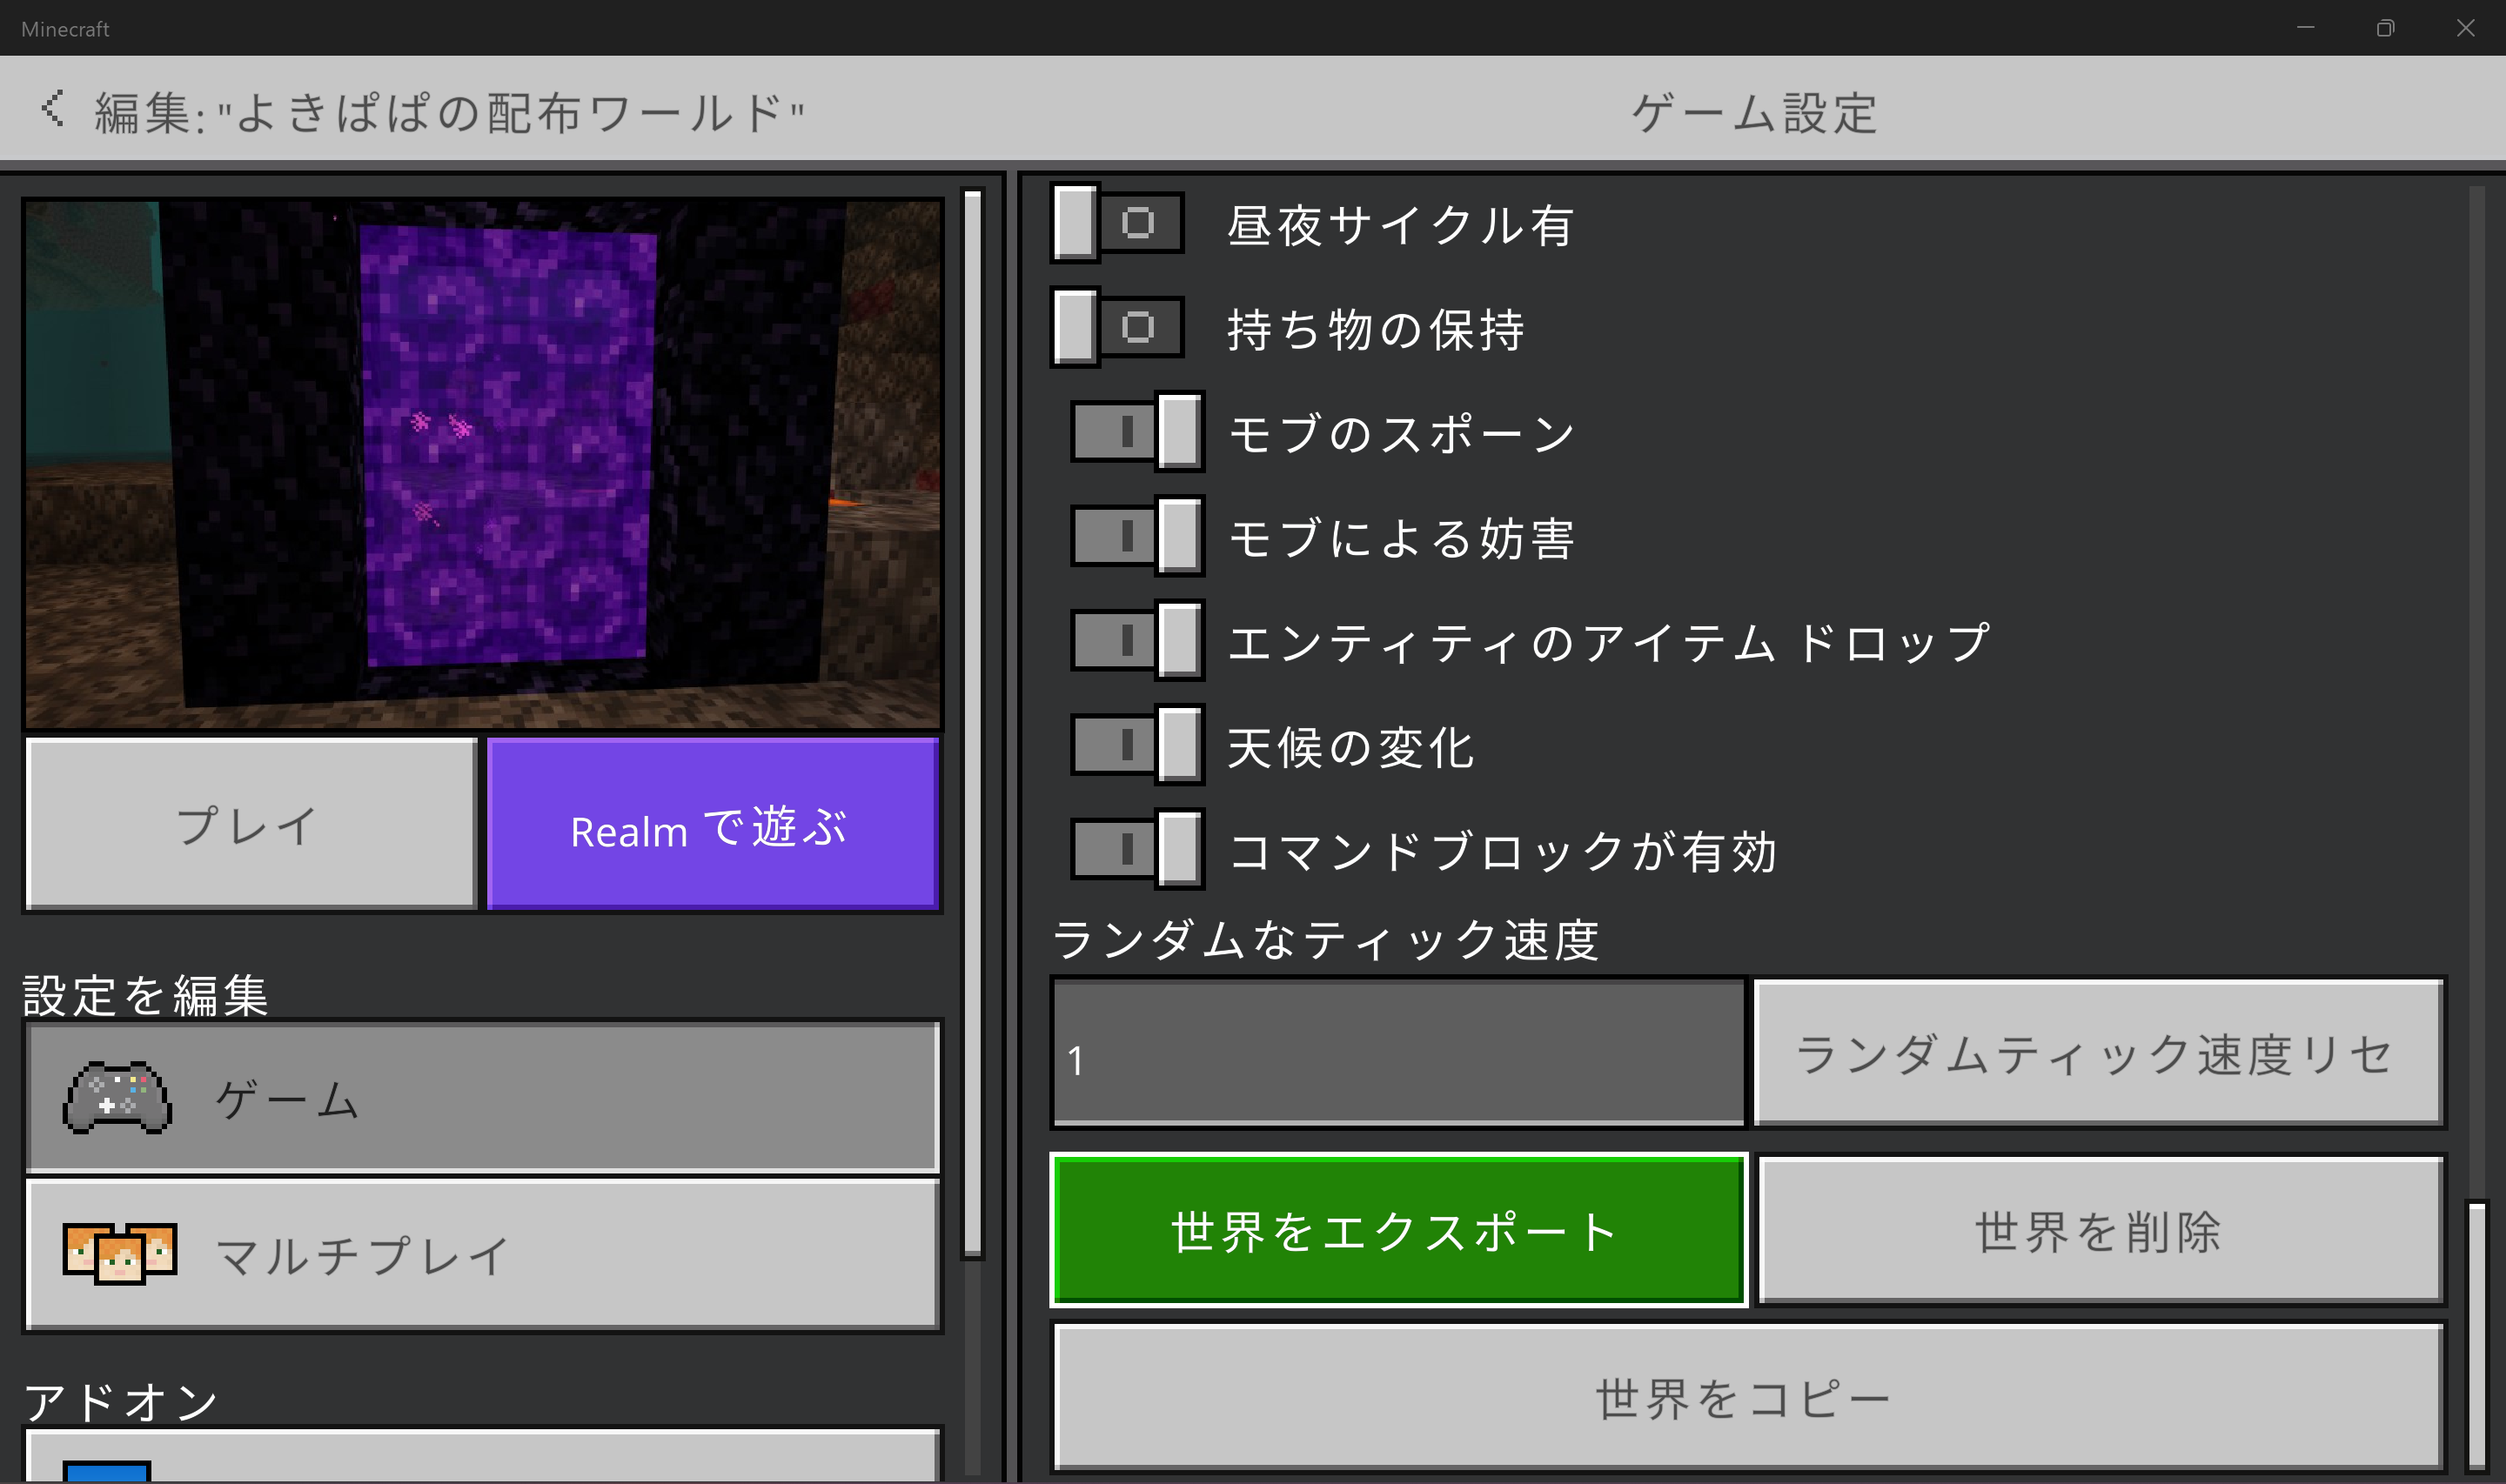 Minecraft
編集:"よきぱぱの配布ワールド"
ゲーム設定
プレイ
Realm で遊ぶ
設定を編集
ゲーム
マルチプレイ
アドオン
昼夜サイクル有
持ち物の保持
モブのスポーン
モブによる妨害
エンティティのアイテム ドロップ
天候の変化
コマンドブロックが有効
ランダムなティック速度
1
ランダムティック速度リセ
世界をエクスポート
世界を削除
世界をコピー